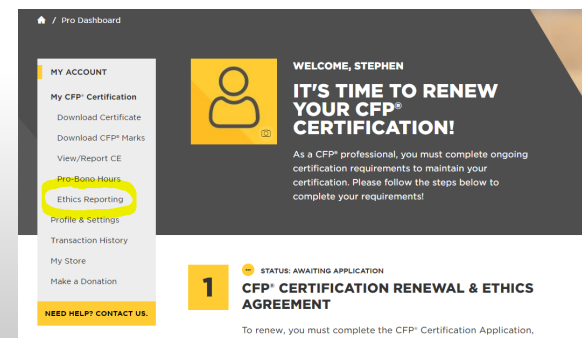 / Pro Dashboard
MY ACCOUNT
My CFP® Certification
Download Certificate
Download CFP® Marks
View/Report CE
Pro-Bono Hours
Ethics Reporting
Profile & Settings
Transaction History
My Store
Make a Donation
NEED HELP? CONTACT US.
WELCOME, STEPHEN
IT'S TIME TO RENEW
YOUR CFP®
CERTIFICATION!
As a CFP® professional, you must complete ongoing
certification requirements to maintain your
certification. Please follow the steps below to
complete your requirements!
1
STATUS: AWAITING APPLICATION
CFP® CERTIFICATION RENEWAL & ETHICS
AGREEMENT
To renew, you must complete the CFP® Certification Application,